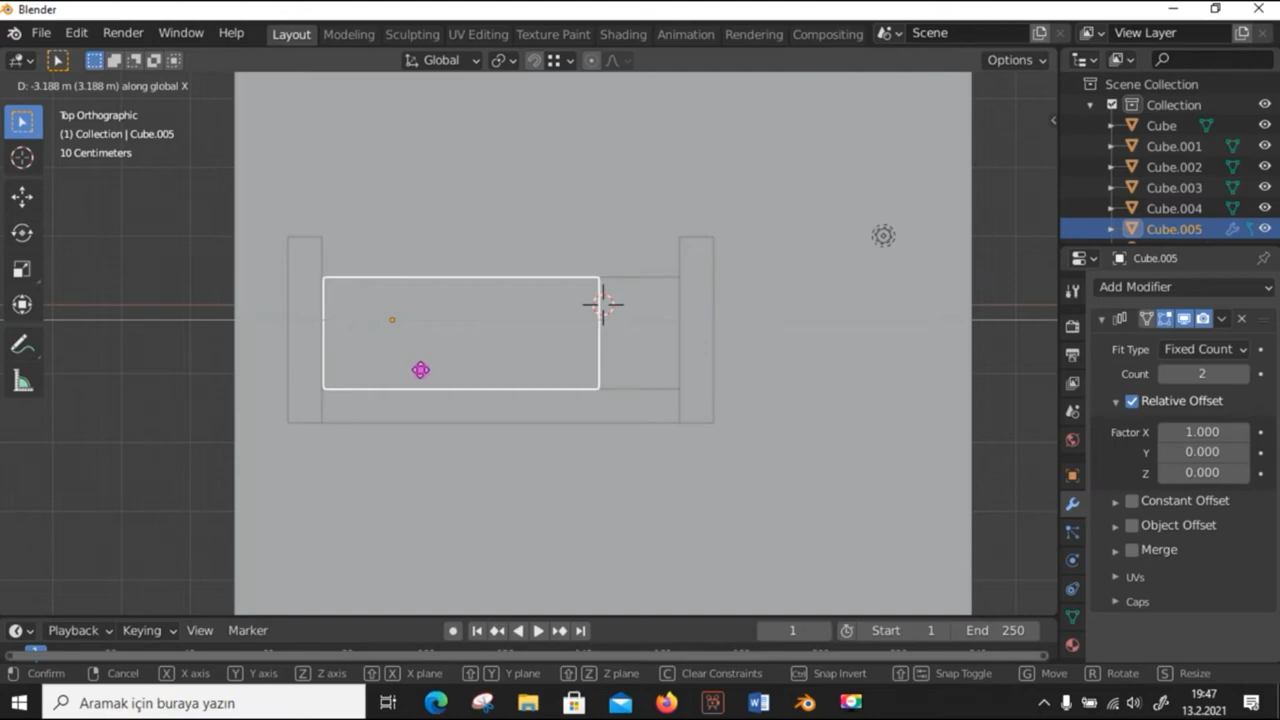 Blender
File Edit Render Window Help Layout Modeling Sculpting UV Editing Texture Paint Shading Animation Rendering Compositing Scene View Layer
Global Options
D: -3.188 m (3.188 m) along global X
Top Orthographic
(1) Collection | Cube.005
10 Centimeters
Scene Collection
Collection
Cube
Cube.001
Cube.002
Cube.003
Cube.004
Cube.005
Cube.005
Add Modifier
Fit Type Fixed Count
Count 2
Relative Offset
Factor X 1.000
Y 0.000
Z 0.000
Constant Offset
Object Offset
Merge
UVs
Caps
Playback Keying View Marker 1 Start 1 End 250
Confirm Cancel X X axis Y Y axis Z Z axis X X plane Y Y plane Z Z plane C Clear Constraints Ctrl Snap Invert Snap Toggle G Move R Rotate S Resize
Aramak için buraya yazın
19:47
13.2.2021